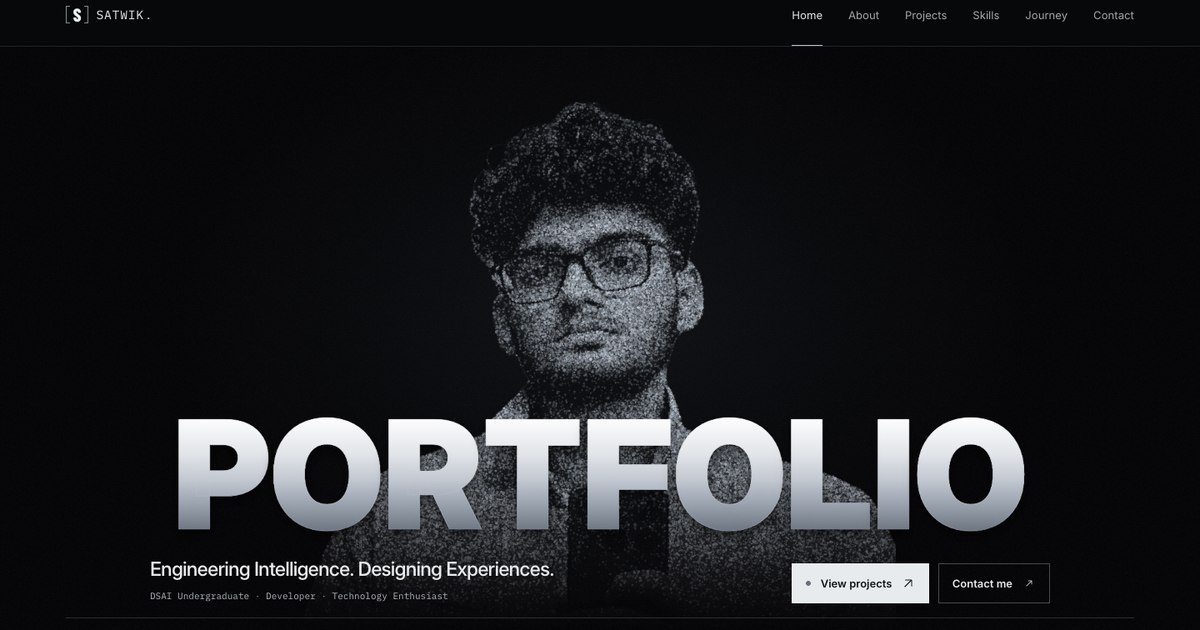 [S] SATWIK.
Home About Projects Skills Journey Contact
PORTFOLIO
Engineering Intelligence. Designing Experiences.
DSAI Undergraduate · Developer · Technology Enthusiast
View projects
Contact me